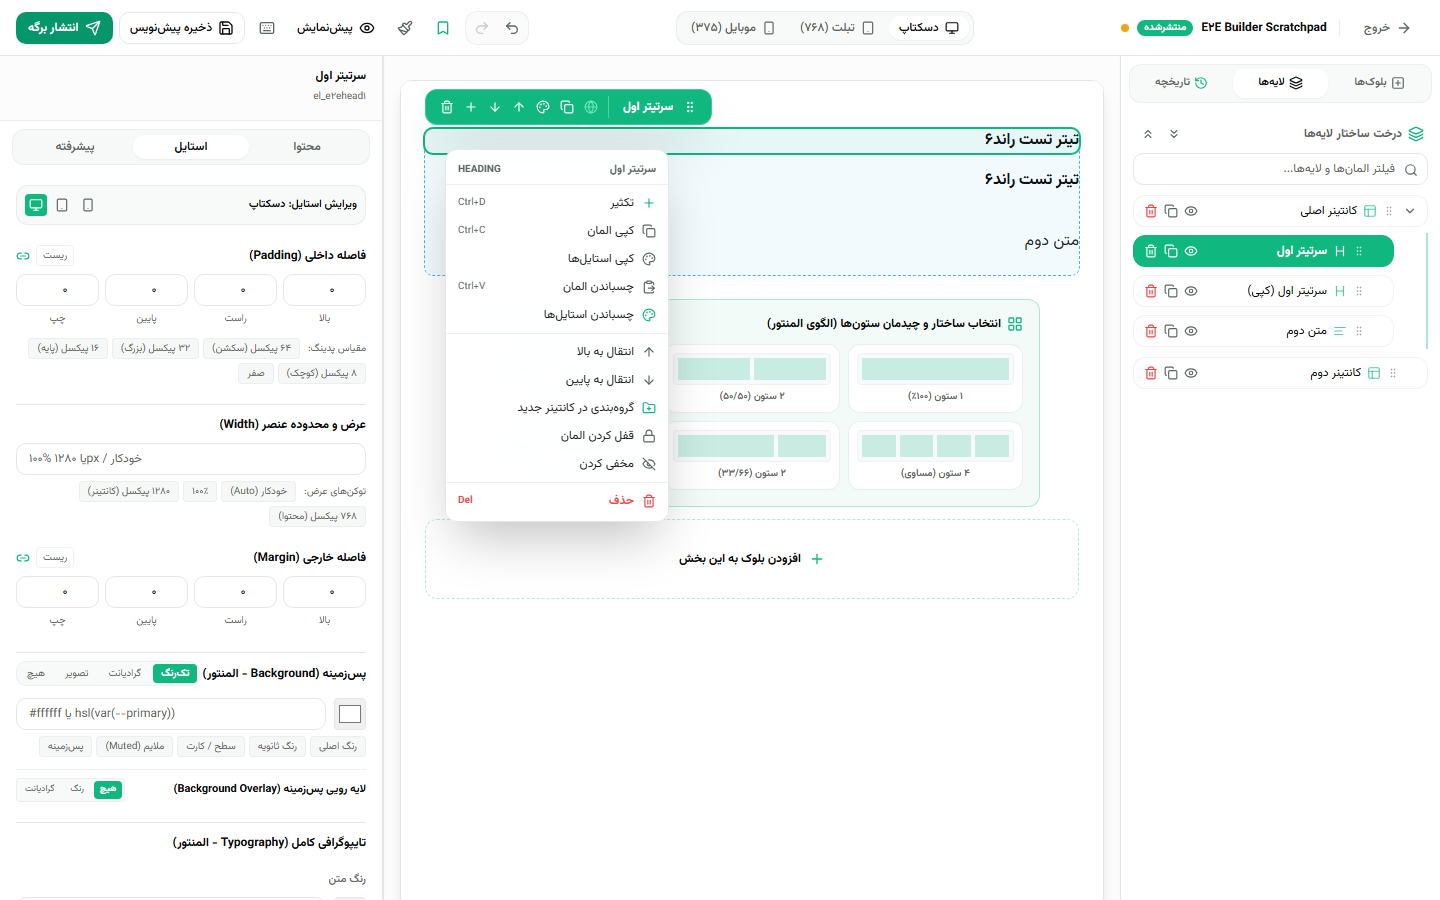 خروج
E۲E Builder Scratchpad
منتشرشده
دسکتاپ
تبلت (۷۶۸)
موبایل (۳۷۵)
پیش‌نمایش
ذخیره پیش‌نویس
انتشار برگه
بلوک‌ها
لایه‌ها
تاریخچه
درخت ساختار لایه‌ها
فیلتر المان‌ها و لایه‌ها...
کانتینر اصلی
سرتیتر اول
سرتیتر اول (کپی)
متن دوم
کانتینر دوم
سرتیتر اول
تیتر تست راند۶
تیتر تست راند۶
متن دوم
سرتیتر اول
HEADING
تکثیر
Ctrl+D
کپی المان
Ctrl+C
کپی استایل‌ها
چسباندن المان
Ctrl+V
چسباندن استایل‌ها
انتقال به بالا
انتقال به پایین
گروه‌بندی در کانتینر جدید
قفل کردن المان
مخفی کردن
حذف
Del
انتخاب ساختار و چیدمان ستون‌ها (الگوی المنتور)
۱ ستون (۱۰۰٪)
۲ ستون (۵۰/۵۰)
۴ ستون (مساوی)
۲ ستون (۳۳/۶۶)
افزودن بلوک به این بخش
سرتیتر اول
el_e۲ehead۱
محتوا
استایل
پیشرفته
ویرایش استایل: دسکتاپ
فاصله داخلی (Padding)
ریست
۰ ۰ ۰ ۰
بالا راست پایین چپ
مقیاس پدینگ: ۶۴ پیکسل (سکشن) ۳۲ پیکسل (بزرگ) ۱۶ پیکسل (پایه)
۸ پیکسل (کوچک) صفر
عرض و محدوده عنصر (Width)
خودکار / pxیا ۱۲۸۰ %۱۰۰
توکن‌های عرض: خودکار (Auto) ۱۰۰٪ ۱۲۸۰ پیکسل (کانتینر)
۷۶۸ پیکسل (محتوا)
فاصله خارجی (Margin)
ریست
۰ ۰ ۰ ۰
بالا راست پایین چپ
پس‌زمینه (Background - المنتور)
تک‌رنگ گرادیانت تصویر هیچ
#ffffff یا hsl(var(--primary))
رنگ اصلی رنگ ثانویه سطح / کارت ملایم (Muted) پس‌زمینه
لایه رویی پس‌زمینه (Background Overlay)
هیچ رنگ گرادیانت
تایپوگرافی کامل (Typography - المنتور)
رنگ متن